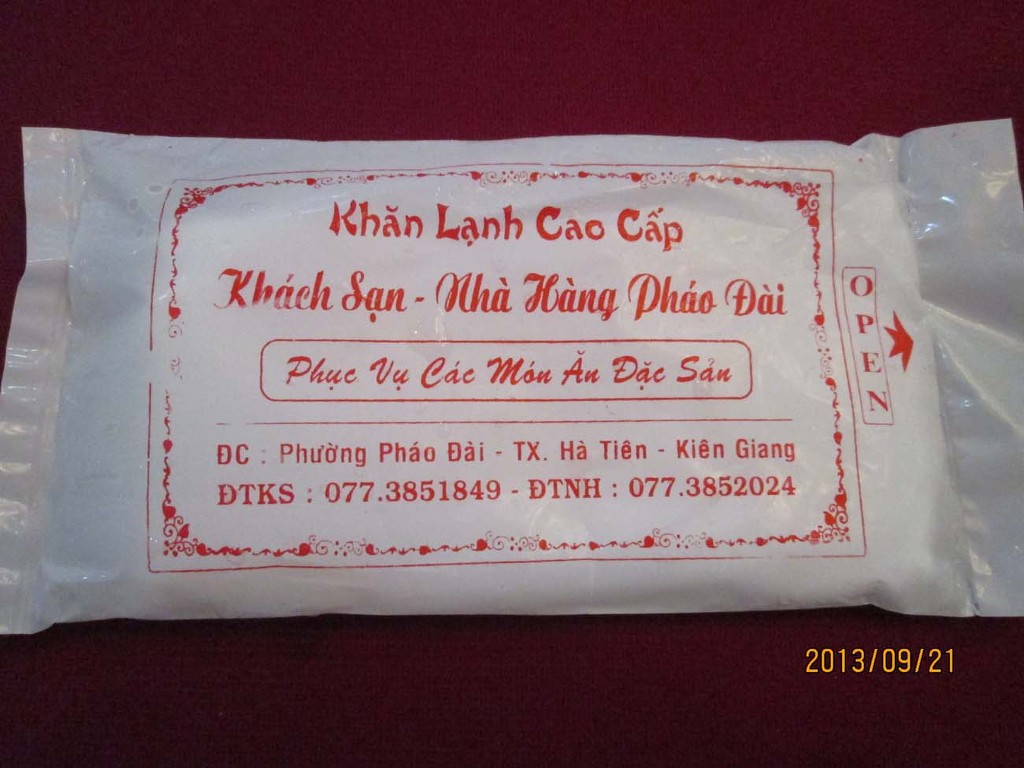 Khăn Lạnh Cao Cấp
Khách Sạn - Nhà Hàng Pháo Đài
Phục Vụ Các Món Ăn Đặc Sản
ĐC : Phường Pháo Đài - TX. Hà Tiên - Kiên Giang
ĐTKS : 077.3851849 - ĐTNH : 077.3852024
OPEN
2013/09/21